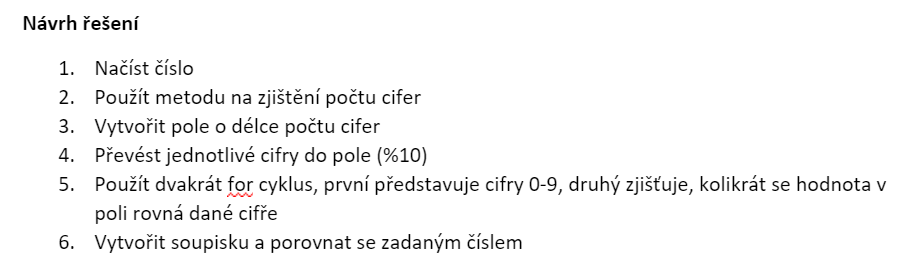 Návrh řešení
1. Načíst číslo
2. Použít metodu na zjištění počtu cifer
3. Vytvořit pole o délce počtu cifer
4. Převést jednotlivé cifry do pole (%10)
5. Použít dvakrát for cyklus, první představuje cifry 0-9, druhý zjišťuje, kolikrát se hodnota v
poli rovná dané cifře
6. Vytvořit soupisku a porovnat se zadaným číslem